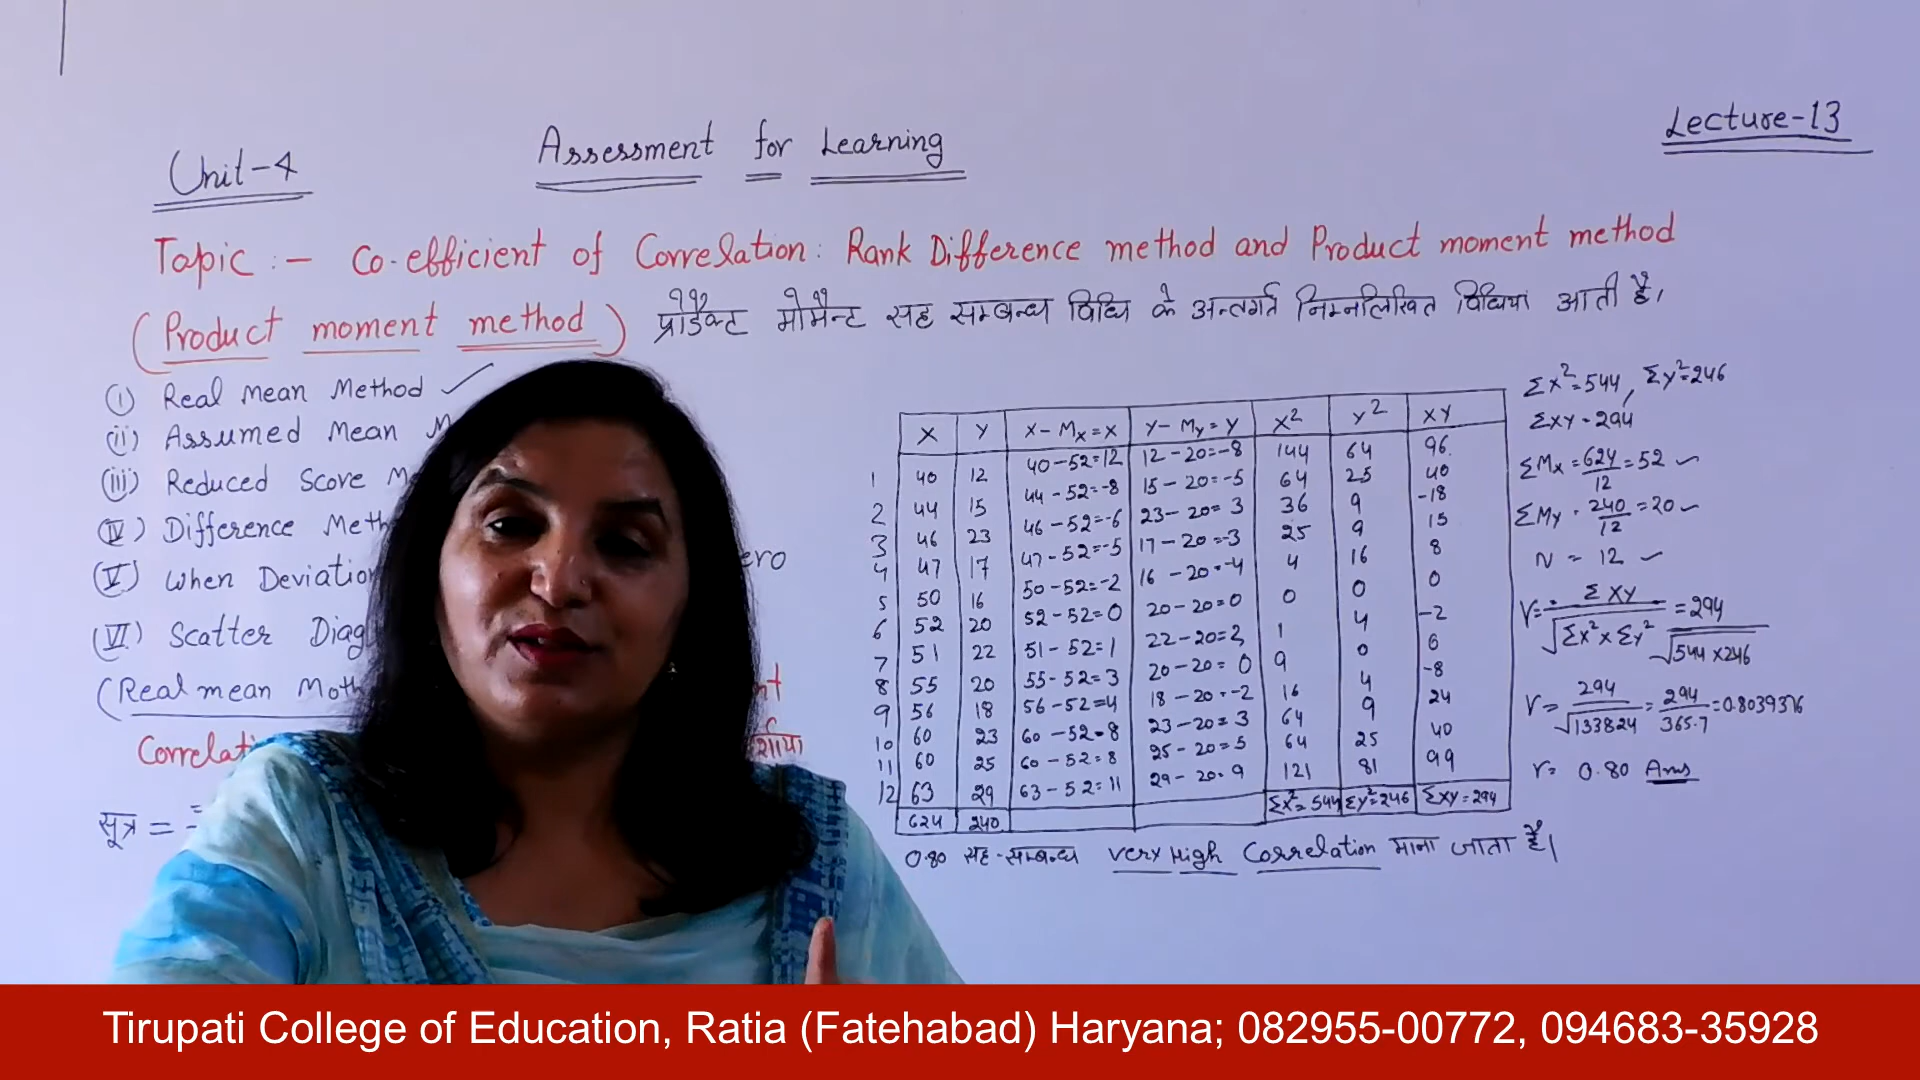 Unit-4
Assessment for Learning
Lecture-13
Topic :- Co-efficient of Correlation: Rank Difference method and Product moment method
(Product moment method) प्रोडेक्ट मोमेन्ट सह सम्बन्ध विधि के अन्तर्गत निम्नलिखित विधियां आती हैं।
(i) Real mean Method ✓
(ii) Assumed Mean M
(iii) Reduced Score M
(IV) Difference Meth
(V) When Deviation ero
(VI) Scatter Diag
(Real mean Meth
Correlati
सूत्र =
X Y X-Mx=x Y-My=y X² Y² XY
1 40 12 40-52=12 12-20=-8 144 64 96
2 44 15 44-52=-8 15-20=-5 64 25 40
3 46 23 46-52=-6 23-20=3 36 9 -18
4 47 17 47-52=-5 17-20=-3 25 9 15
5 50 16 50-52=-2 16-20=-4 4 16 8
6 52 20 52-52=0 20-20=0 0 0 0
7 51 22 51-52=1 22-20=2 1 4 -2
8 55 20 55-52=3 20-20=0 9 0 6
9 56 18 56-52=4 18-20=-2 16 4 -8
10 60 23 60-52=8 23-20=3 64 9 24
11 60 25 60-52=8 25-20=5 64 25 40
12 63 29 63-52=11 29-20=9 121 81 99
624 240 Σx²=544 Σy²=246 Σxy=294
0.80 सह-सम्बन्ध very High Correlation माना जाता है।
Σx²=544, Σy²=246
Σxy=294
ΣMx=624/12=52
ΣMy=240/12=20
N=12
r=Σxy/√Σx²xΣy²=294/√544x246
r=294/√133824=294/365.7=0.8039376
r=0.80 Ans
Tirupati College of Education, Ratia (Fatehabad) Haryana; 082955-00772, 094683-35928